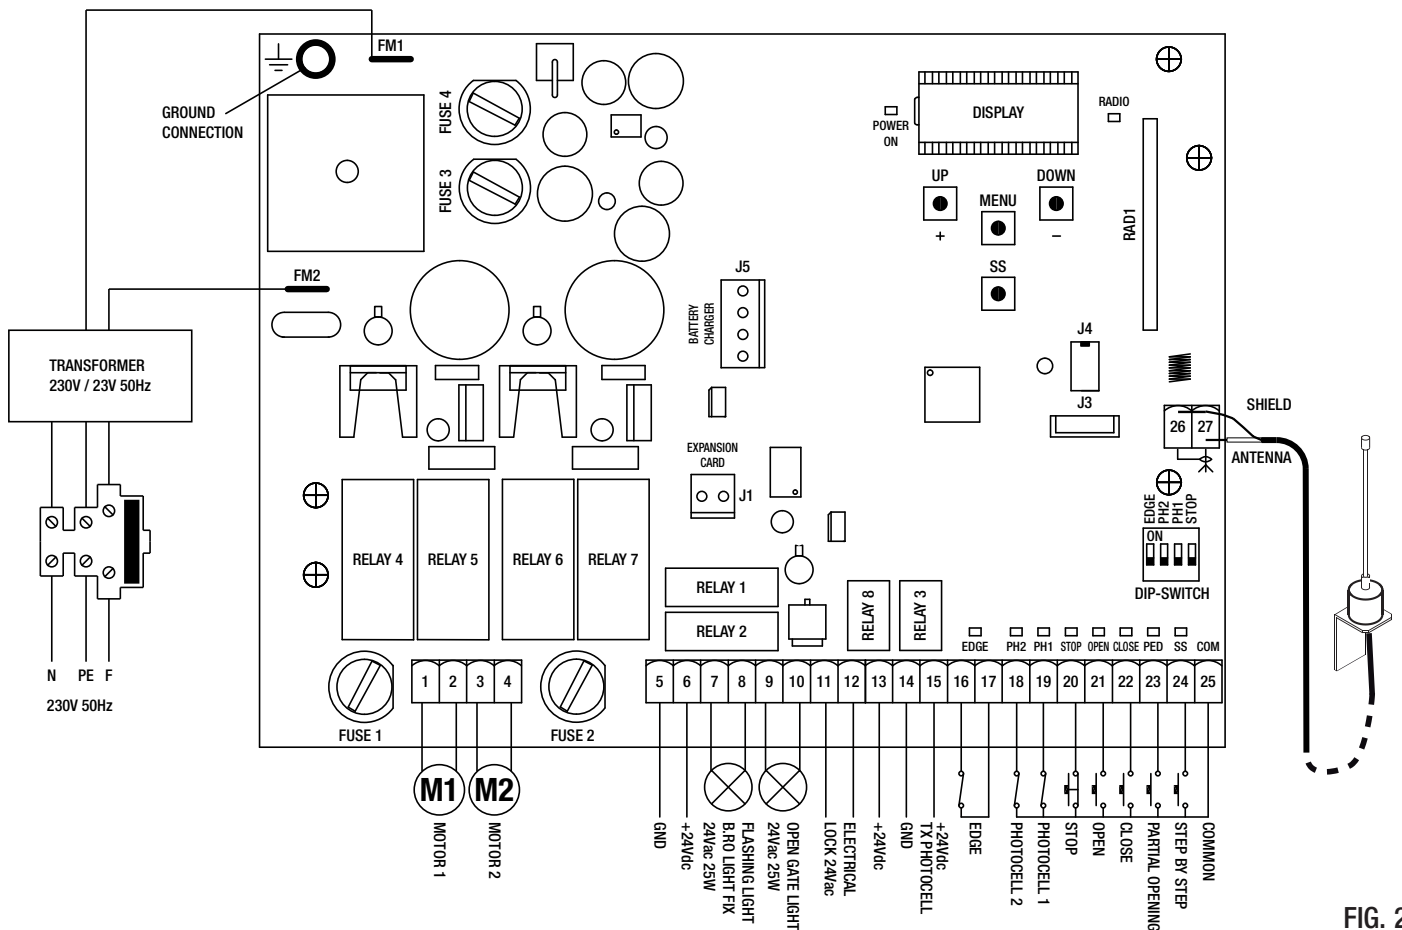 FM1
GROUND
CONNECTION
FUSE 4
FUSE 3
DISPLAY
POWER
ON
RADIO
UP
DOWN
MENU
+
−
SS
RAD1
FM2
J5
BATTERY
CHARGER
TRANSFORMER
230V / 23V 50Hz
J4
J3
SHIELD
26 27
ANTENNA
EXPANSION
CARD
J1
EDGE
PH2
PH1
STOP
ON
DIP-SWITCH
RELAY 4 RELAY 5 RELAY 6 RELAY 7
RELAY 1
RELAY 2
RELAY 8
RELAY 3
EDGE PH2 PH1 STOP OPEN CLOSE PED SS COM
N PE F
230V 50Hz
1 2 3 4
5 6 7 8 9 10 11 12 13 14 15 16 17 18 19 20 21 22 23 24 25
FUSE 1
FUSE 2
M1 M2
MOTOR 1
MOTOR 2
GND
+24Vdc
FLASHING LIGHT
B.RO LIGHT FIX
24Vac 25W
OPEN GATE LIGHT
24Vac 25W
ELECTRICAL
LOCK 24Vac
+24Vdc
GND
+24Vdc
TX PHOTOCELL
EDGE
PHOTOCELL 2
PHOTOCELL 1
STOP
OPEN
CLOSE
PARTIAL OPENING
STEP BY STEP
COMMON
FIG. 2